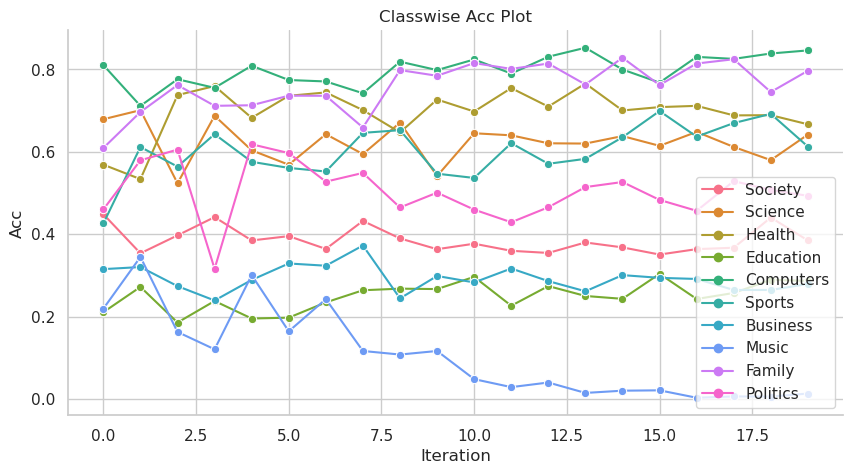 Classwise Acc Plot
Acc
0.8
0.6
0.4
0.2
0.0
Society
Science
Health
Education
Computers
Sports
Business
Music
Family
Politics
0.0 2.5 5.0 7.5 10.0 12.5 15.0 17.5
Iteration